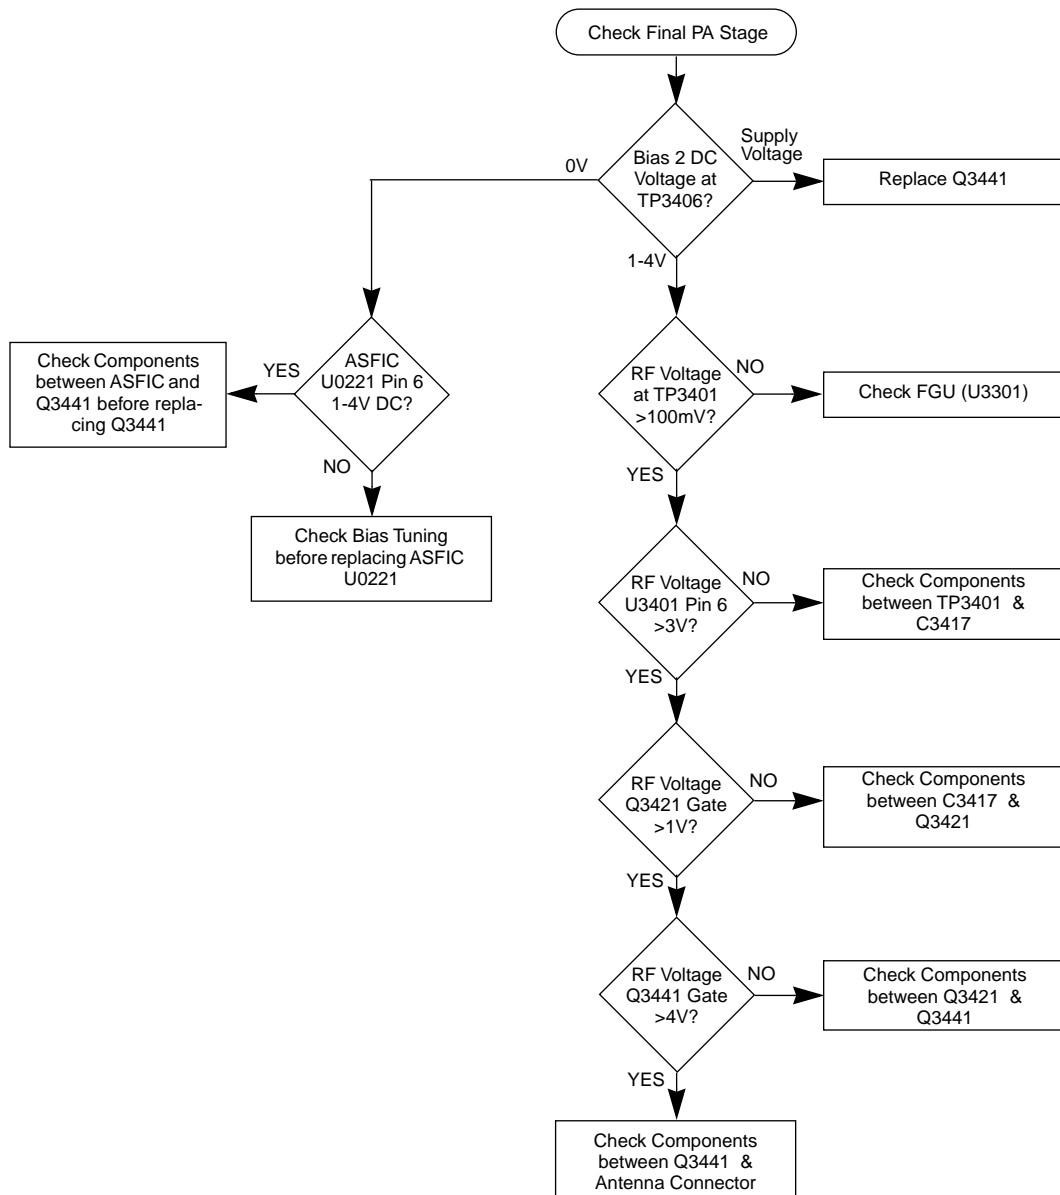 Check Final PA Stage
Bias 2 DC
Voltage at
TP3406?
Supply
Voltage
Replace Q3441
0V
1-4V
ASFIC
U0221 Pin 6
1-4V DC?
YES
Check Components
between ASFIC and
Q3441 before repla-
cing Q3441
NO
Check Bias Tuning
before replacing ASFIC
U0221
RF Voltage
at TP3401
>100mV?
NO
Check FGU (U3301)
YES
RF Voltage
U3401 Pin 6
>3V?
NO
Check Components
between TP3401 &
C3417
YES
RF Voltage
Q3421 Gate
>1V?
NO
Check Components
between C3417 &
Q3421
YES
RF Voltage
Q3441 Gate
>4V?
NO
Check Components
between Q3421 &
Q3441
YES
Check Components
between Q3441 &
Antenna Connector